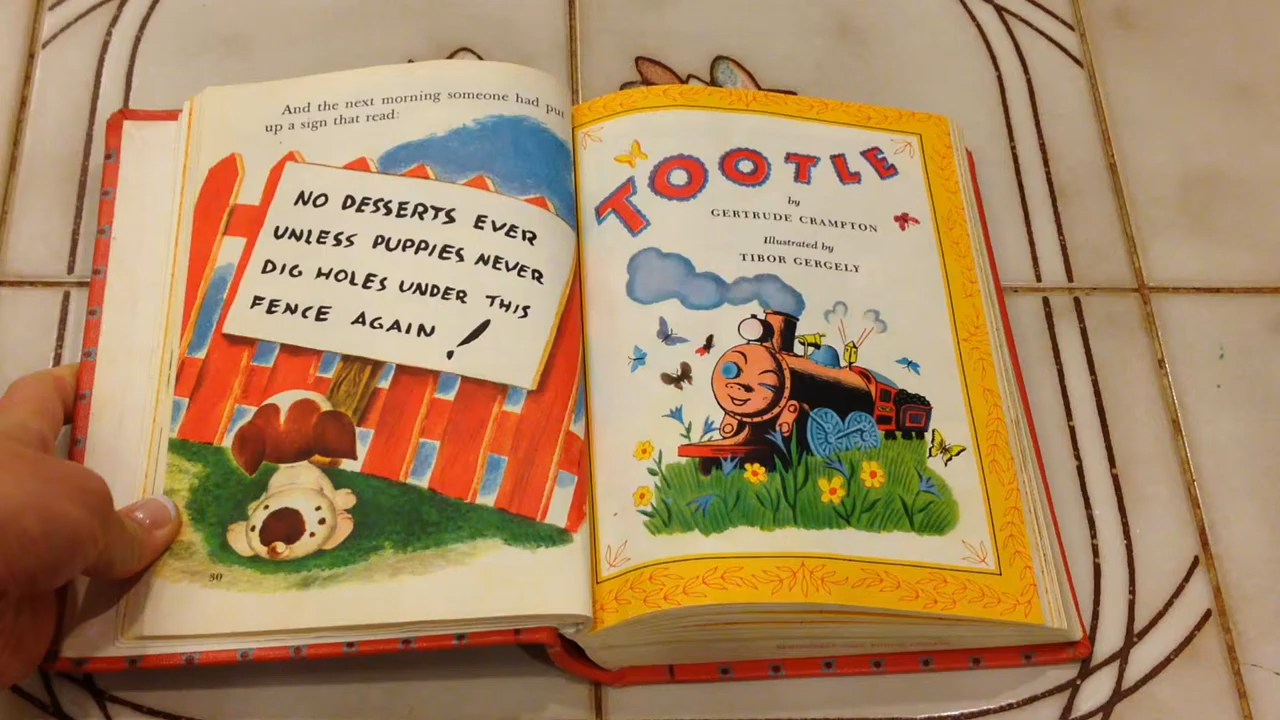 And the next morning someone had put
up a sign that read:
NO DESSERTS EVER
UNLESS PUPPIES NEVER
DIG HOLES UNDER THIS
FENCE AGAIN!
30
TOOTLE
by
GERTRUDE CRAMPTON
Illustrated by
TIBOR GERGELY